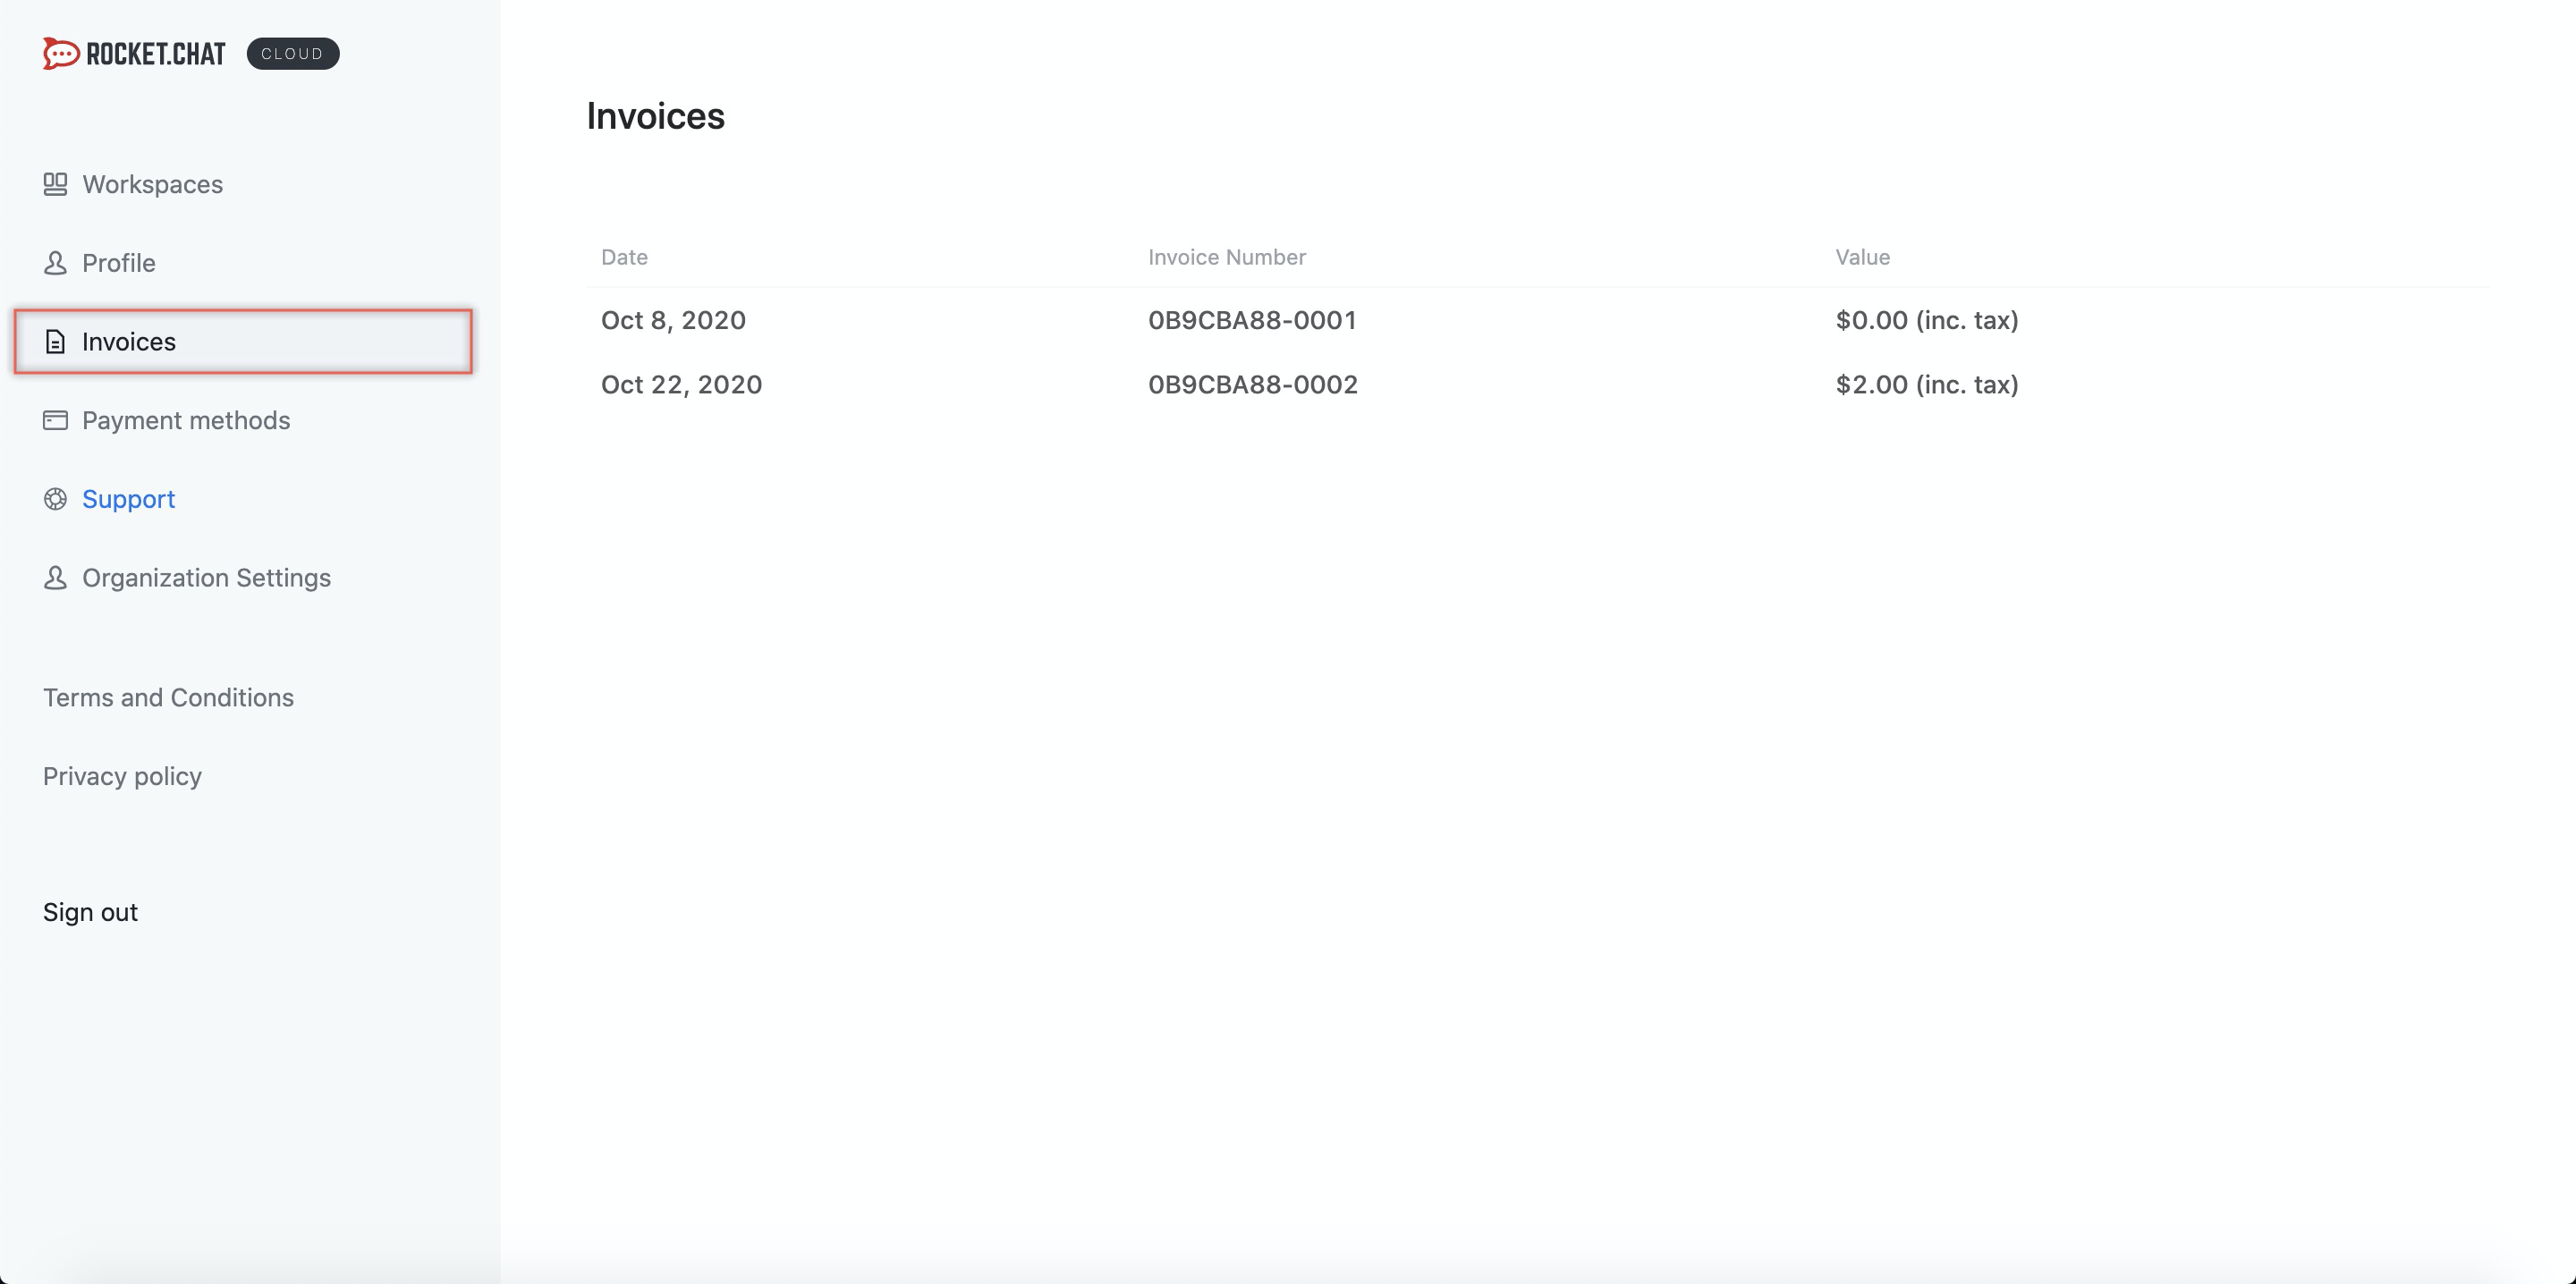 ROCKET.CHAT CLOUD
Workspaces
Profile
Invoices
Payment methods
Support
Organization Settings
Terms and Conditions
Privacy policy
Sign out
Invoices
Date Invoice Number Value
Oct 8, 2020 0B9CBA88-0001 $0.00 (inc. tax)
Oct 22, 2020 0B9CBA88-0002 $2.00 (inc. tax)